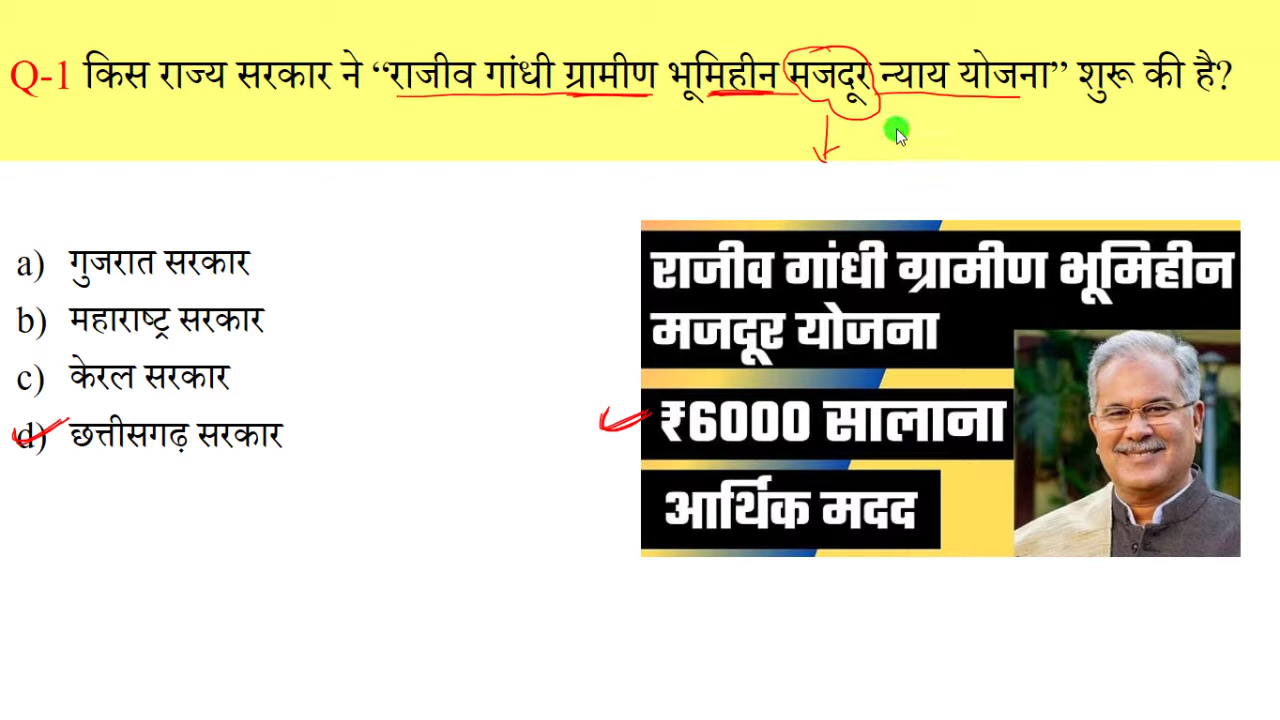 Q-1 किस राज्य सरकार ने “राजीव गांधी ग्रामीण भूमिहीन मजदूर न्याय योजना” शुरू की है?
a) गुजरात सरकार
b) महाराष्ट्र सरकार
c) केरल सरकार
d) छत्तीसगढ़ सरकार
राजीव गांधी ग्रामीण भूमिहीन
मजदूर योजना
₹6000 सालाना
आर्थिक मदद